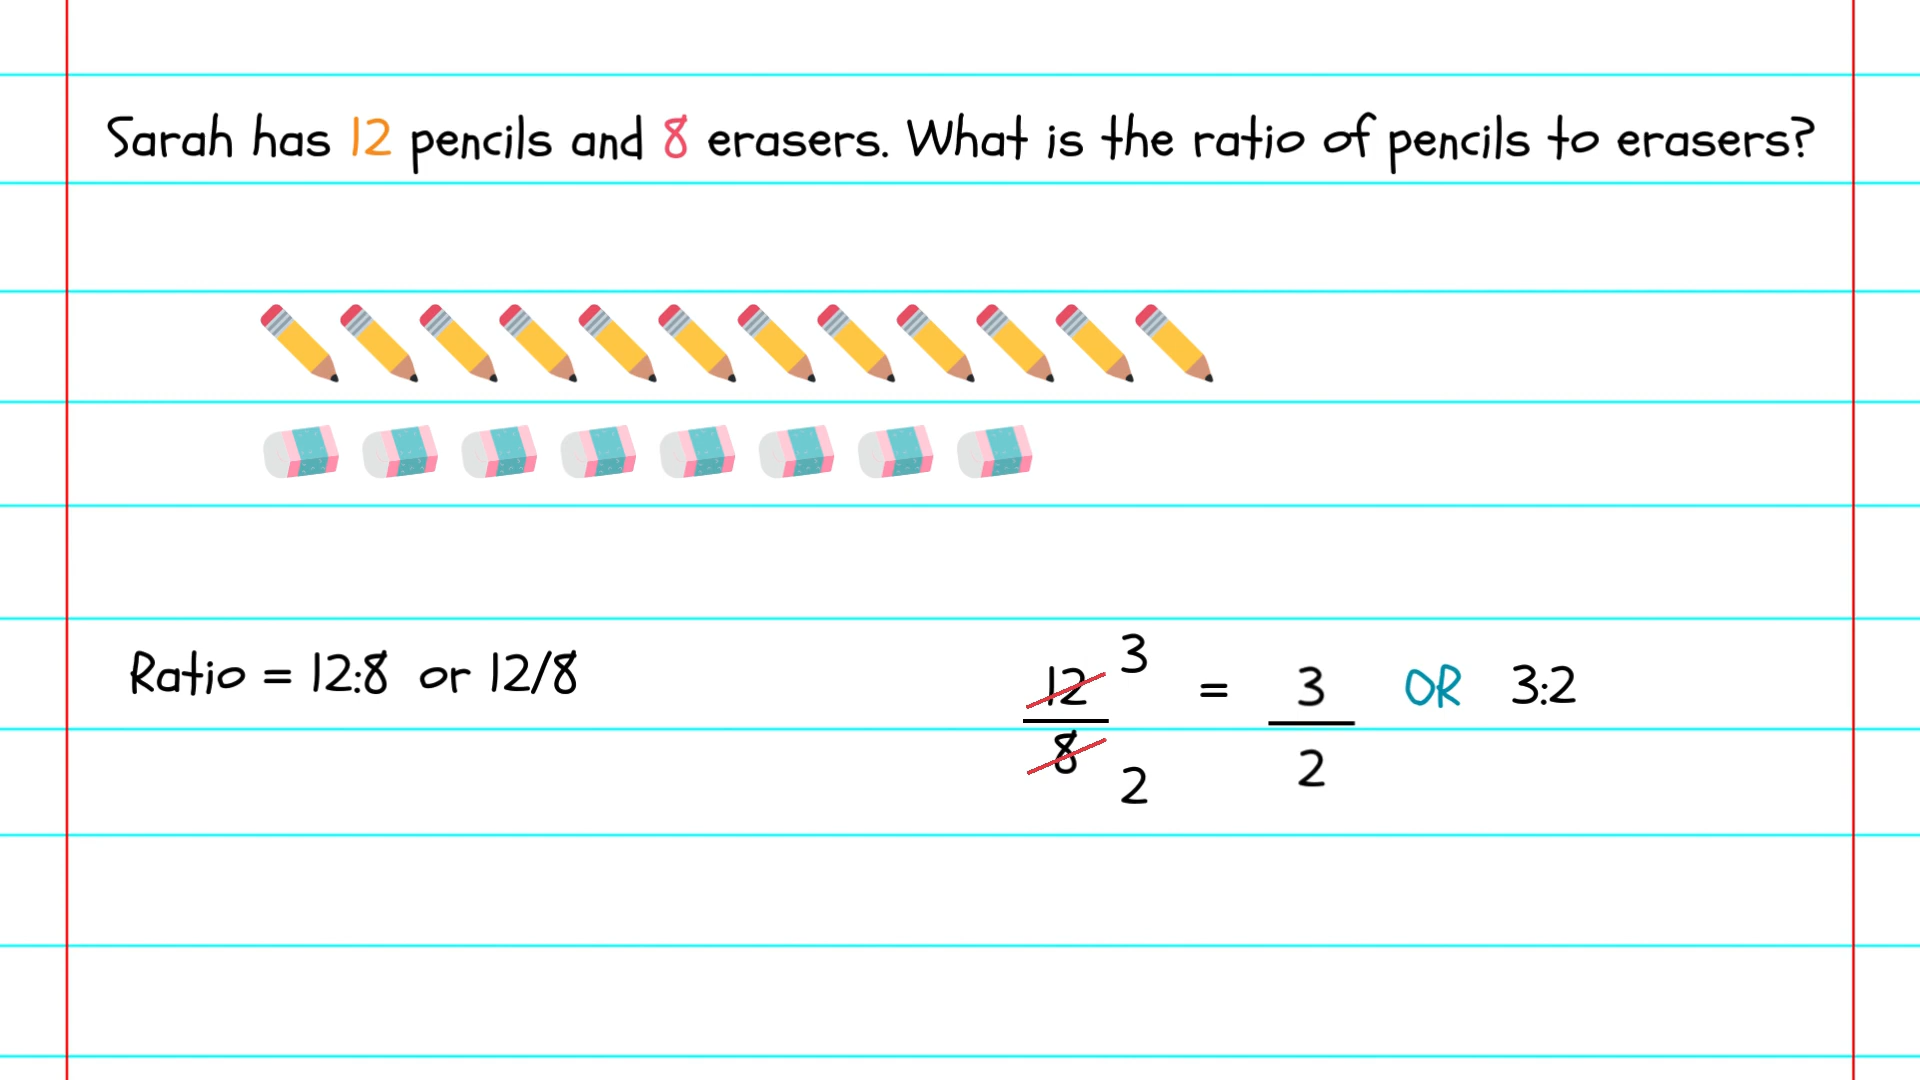 Sarah has 12 pencils and 8 erasers. What is the ratio of pencils to erasers?
Ratio = 12:8 or 12/8
12 3
8 2
= 3 OR 3:2
2